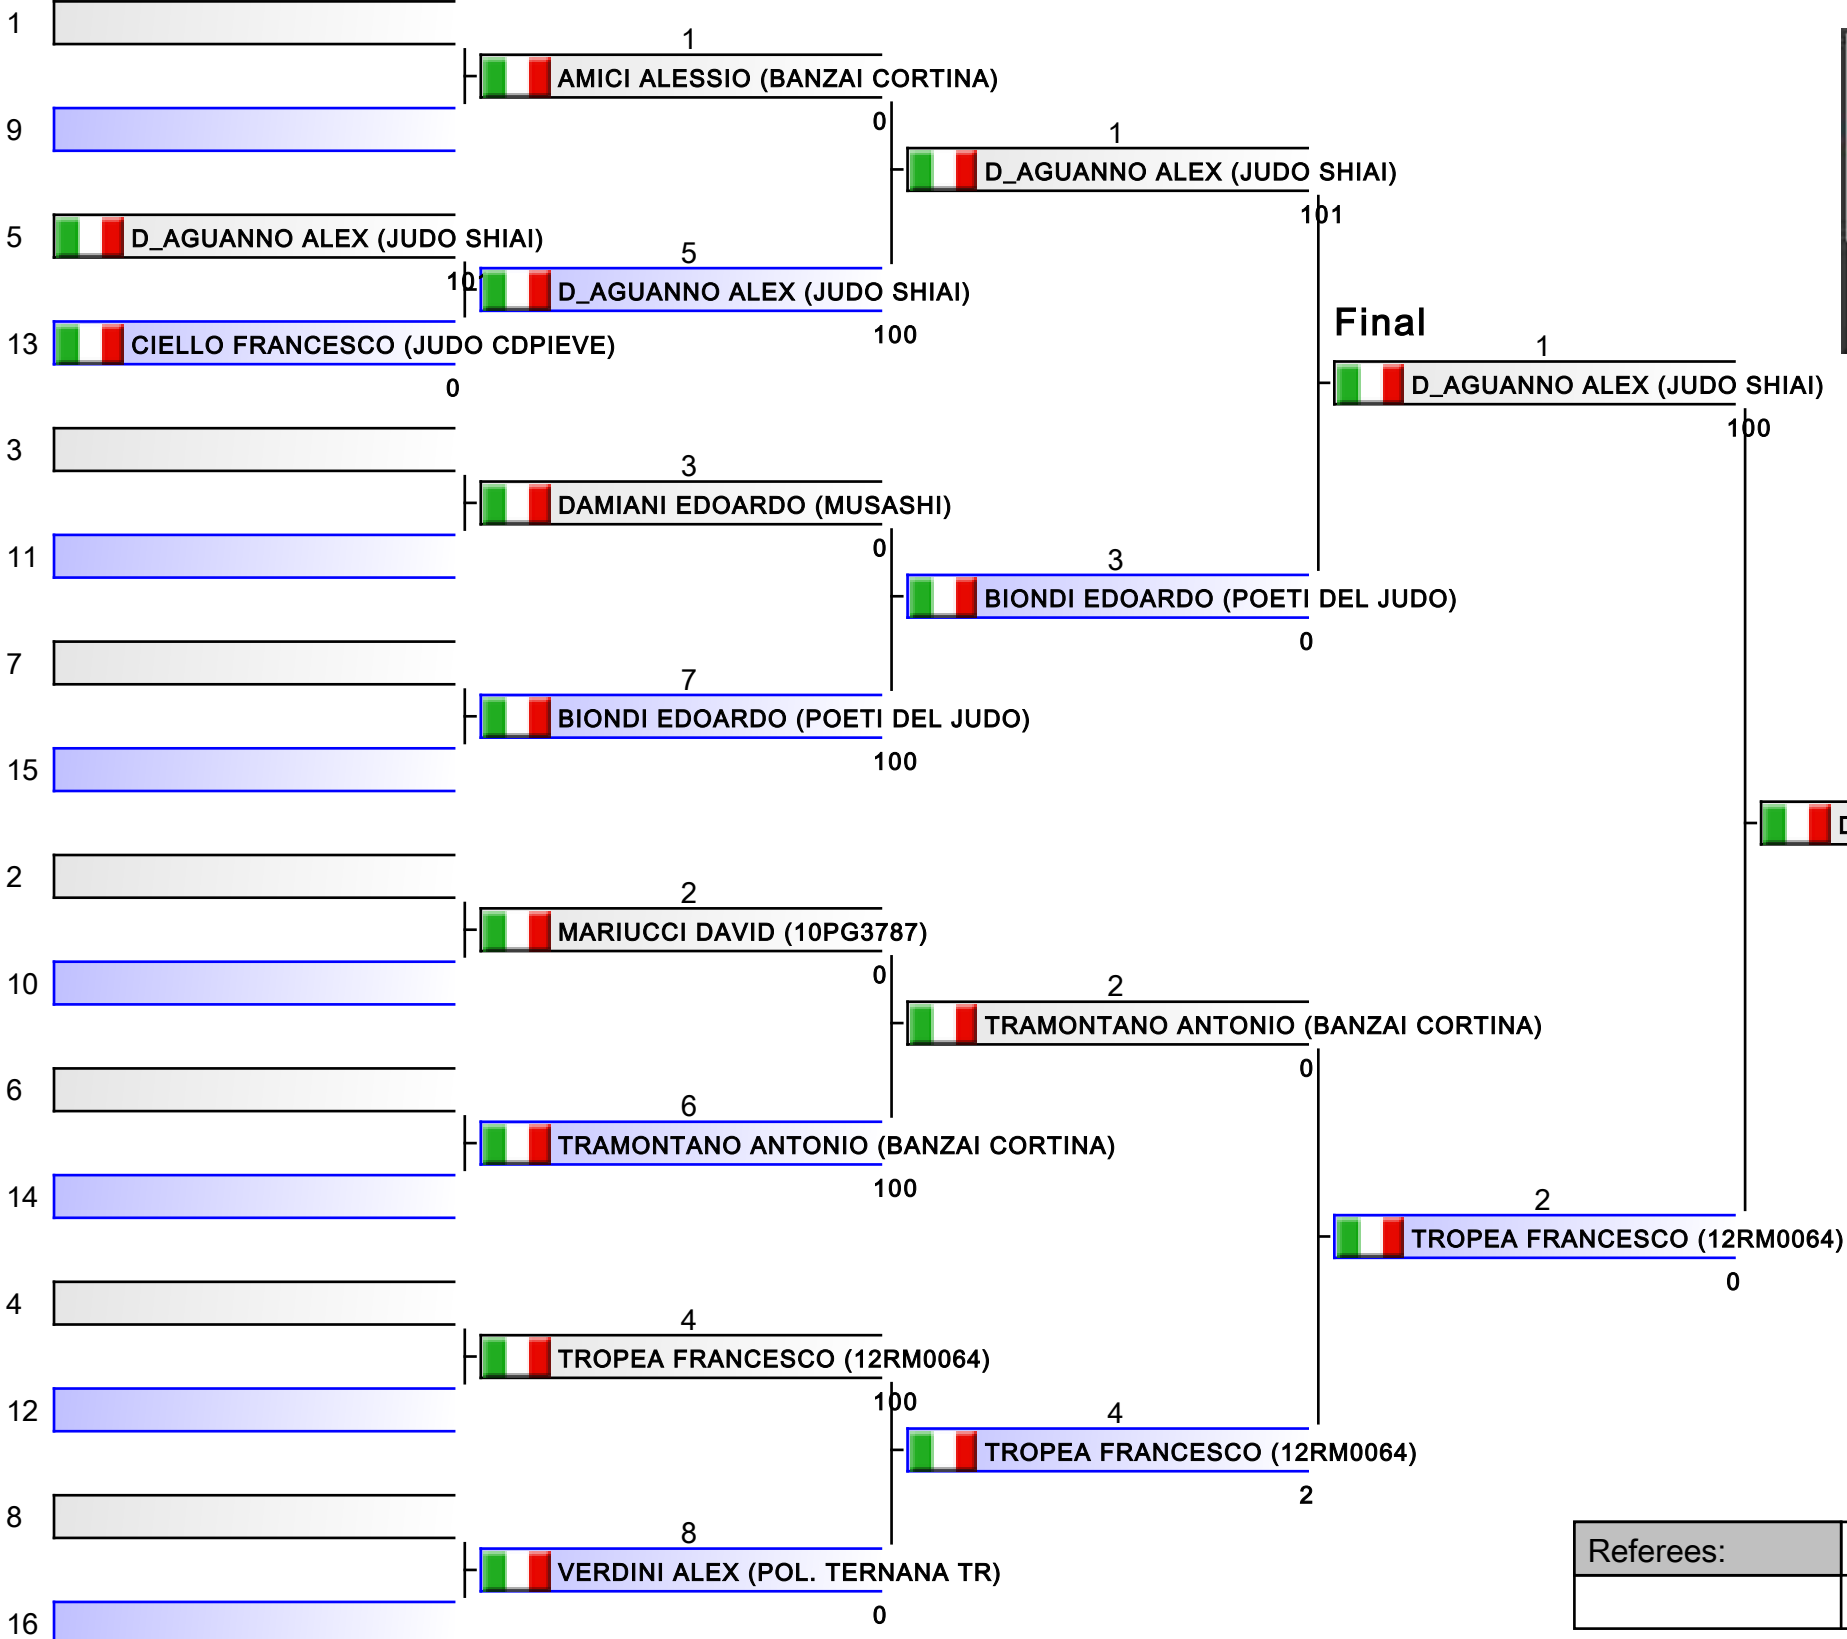 1
1
AMICI ALESSIO (BANZAI CORTINA)
0
9
1
D_AGUANNO ALEX (JUDO SHIAI)
101
5
D_AGUANNO ALEX (JUDO SHIAI)
5
D_AGUANNO ALEX (JUDO SHIAI)
100
13
CIELLO FRANCESCO (JUDO CDPIEVE)
0
Final
1
D_AGUANNO ALEX (JUDO SHIAI)
100
3
3
DAMIANI EDOARDO (MUSASHI)
0
11
3
BIONDI EDOARDO (POETI DEL JUDO)
0
7
7
BIONDI EDOARDO (POETI DEL JUDO)
100
15
2
2
MARIUCCI DAVID (10PG3787)
0
10
2
TRAMONTANO ANTONIO (BANZAI CORTINA)
0
6
6
TRAMONTANO ANTONIO (BANZAI CORTINA)
100
14
2
TROPEA FRANCESCO (12RM0064)
0
4
4
TROPEA FRANCESCO (12RM0064)
100
12
4
TROPEA FRANCESCO (12RM0064)
2
8
8
VERDINI ALEX (POL. TERNANA TR)
0
16
Referees: